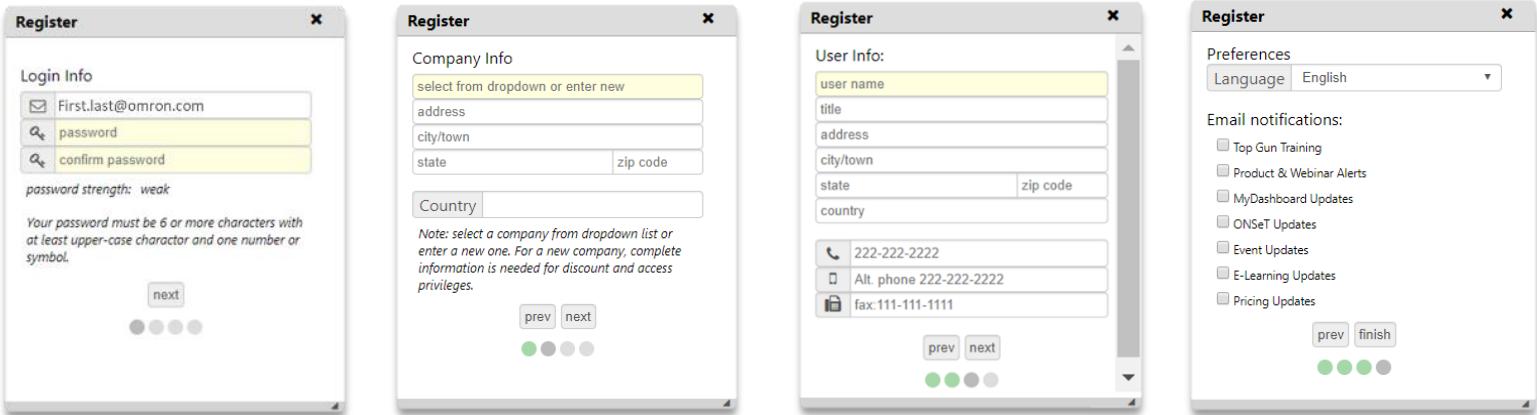 Register
Login Info
First.last@omron.com
password
confirm password
password strength: weak
Your password must be 6 or more characters with
at least upper-case charactor and one number or
symbol.
next
Register
Company Info
select from dropdown or enter new
address
city/town
state zip code
Country
Note: select a company from dropdown list or
enter a new one. For a new company, complete
information is needed for discount and access
privileges.
prev next
Register
User Info:
user name
title
address
city/town
state zip code
country
222-222-2222
Alt. phone 222-222-2222
fax:111-111-1111
prev next
Register
Preferences
Language English
Email notifications:
Top Gun Training
Product & Webinar Alerts
MyDashboard Updates
ONSeT Updates
Event Updates
E-Learning Updates
Pricing Updates
prev finish